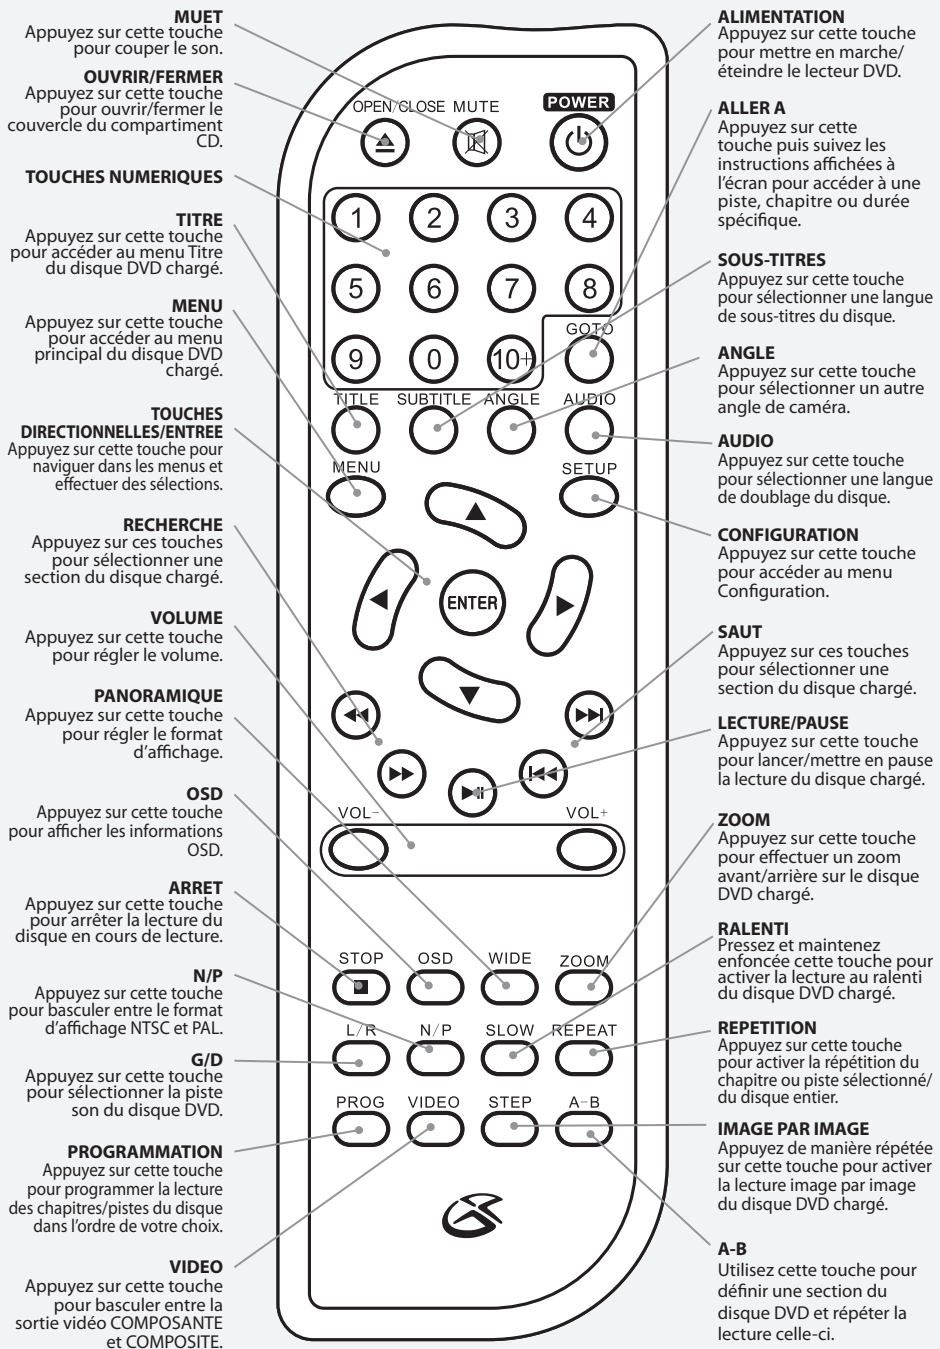 MUET
Appuyez sur cette touche
pour couper le son.
OUVRIR/FERMER
Appuyez sur cette touche
pour ouvrir/fermer le
couvercle du compartiment
CD.
TOUCHES NUMERIQUES
TITRE
Appuyez sur cette touche
pour accéder au menu Titre
du disque DVD chargé.
MENU
Appuyez sur cette touche
pour accéder au menu
principal du disque DVD
chargé.
TOUCHES
DIRECTIONNELLES/ENTREE
Appuyez sur cette touche pour
naviguer dans les menus et
effectuer des sélections.
RECHERCHE
Appuyez sur ces touches
pour sélectionner une
section du disque chargé.
VOLUME
Appuyez sur cette touche
pour régler le volume.
PANORAMIQUE
Appuyez sur cette touche
pour régler le format
d'affichage.
OSD
Appuyez sur cette touche
pour afficher les informations
OSD.
ARRET
Appuyez sur cette touche
pour arrêter la lecture du
disque en cours de lecture.
N/P
Appuyez sur cette touche
pour basculer entre le format
d'affichage NTSC et PAL.
G/D
Appuyez sur cette touche
pour sélectionner la piste
son du disque DVD.
PROGRAMMATION
Appuyez sur cette touche
pour programmer la lecture
des chapitres/pistes du disque
dans l'ordre de votre choix.
VIDEO
Appuyez sur cette touche
pour basculer entre la
sortie vidéo COMPOSANTE
et COMPOSITE.
OPEN/CLOSE MUTE POWER
1 2 3 4
5 6 7 8
GOTO
9 0 10+
TITLE SUBTITLE ANGLE AUDIO
MENU SETUP
ENTER
VOL- VOL+
STOP OSD WIDE ZOOM
L/R N/P SLOW REPEAT
PROG VIDEO STEP A-B
ALIMENTATION
Appuyez sur cette touche
pour mettre en marche/
éteindre le lecteur DVD.
ALLER A
Appuyez sur cette
touche puis suivez les
instructions affichées à
l'écran pour accéder à une
piste, chapitre ou durée
spécifique.
SOUS-TITRES
Appuyez sur cette touche
pour sélectionner une langue
de sous-titres du disque.
ANGLE
Appuyez sur cette touche
pour sélectionner un autre
angle de caméra.
AUDIO
Appuyez sur cette touche
pour sélectionner une langue
de doublage du disque.
CONFIGURATION
Appuyez sur cette touche
pour accéder au menu
Configuration.
SAUT
Appuyez sur ces touches
pour sélectionner une
section du disque chargé.
LECTURE/PAUSE
Appuyez sur cette touche
pour lancer/mettre en pause
la lecture du disque chargé.
ZOOM
Appuyez sur cette touche
pour effectuer un zoom
avant/arrière sur le disque
DVD chargé.
RALENTI
Pressez et maintenez
enfoncée cette touche pour
activer la lecture au ralenti
du disque DVD chargé.
REPETITION
Appuyez sur cette touche
pour activer la répétition du
chapitre ou piste sélectionné/
du disque entier.
IMAGE PAR IMAGE
Appuyez de manière répétée
sur cette touche pour activer
la lecture image par image
du disque DVD chargé.
A-B
Utilisez cette touche pour
définir une section du
disque DVD et répéter la
lecture celle-ci.